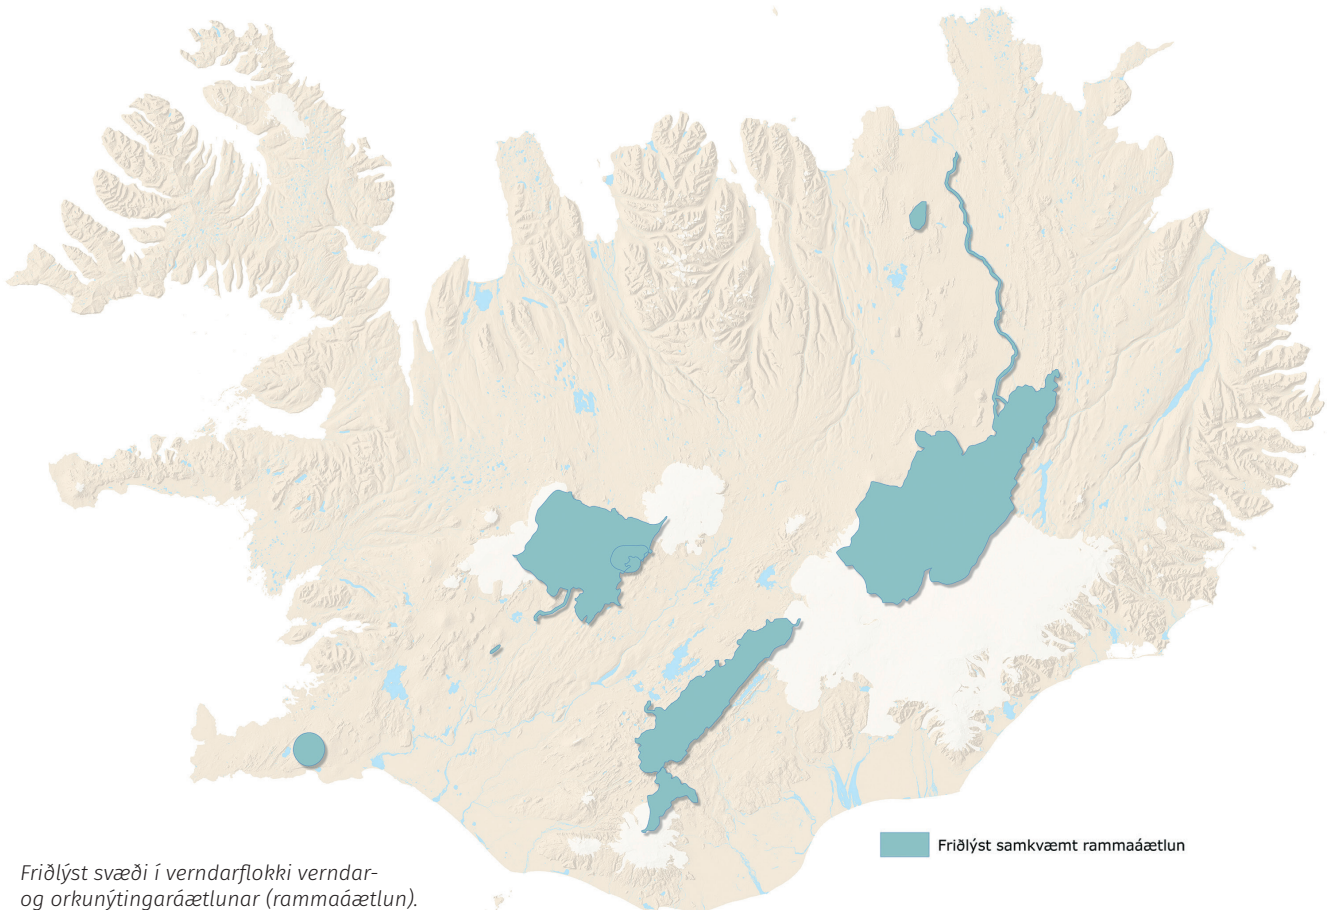 Friðlýst samkvæmt rammaáætlun
Friðlýst svæði í verndarflokki verndar-
og orkunýtingaráætlunar (rammaáætlun).